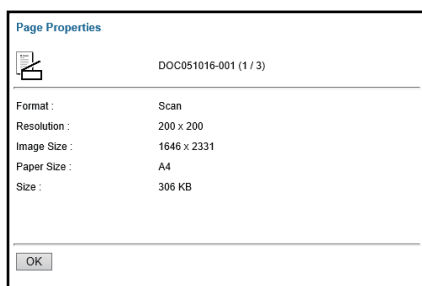 Page Properties
DOC051016-001 (1 / 3)
Format : Scan
Resolution : 200 x 200
Image Size : 1646 x 2331
Paper Size : A4
Size : 306 KB
OK